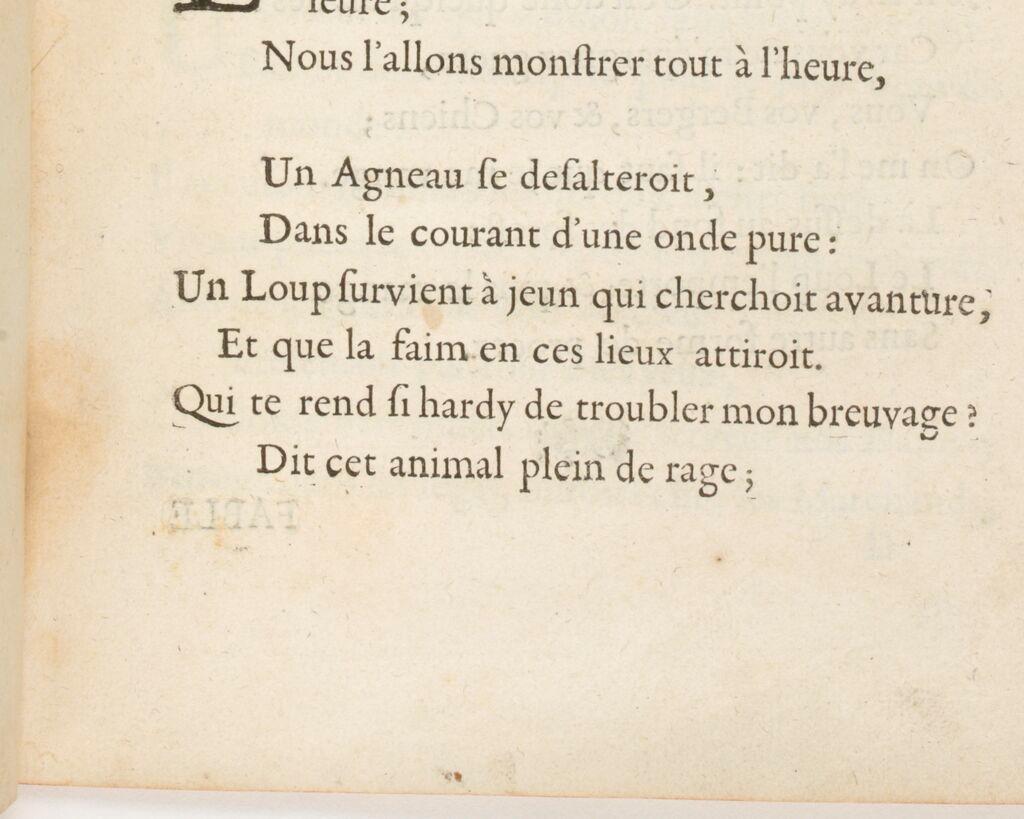 leure;
Nous l'allons monſtrer tout à l'heure,
Un Agneau ſe deſalteroit,
Dans le courant d'une onde pure:
Un Loup ſurvient à jeun qui cherchoit avanture,
Et que la faim en ces lieux attiroit.
Qui te rend ſi hardy de troubler mon breuvage?
Dit cet animal plein de rage;